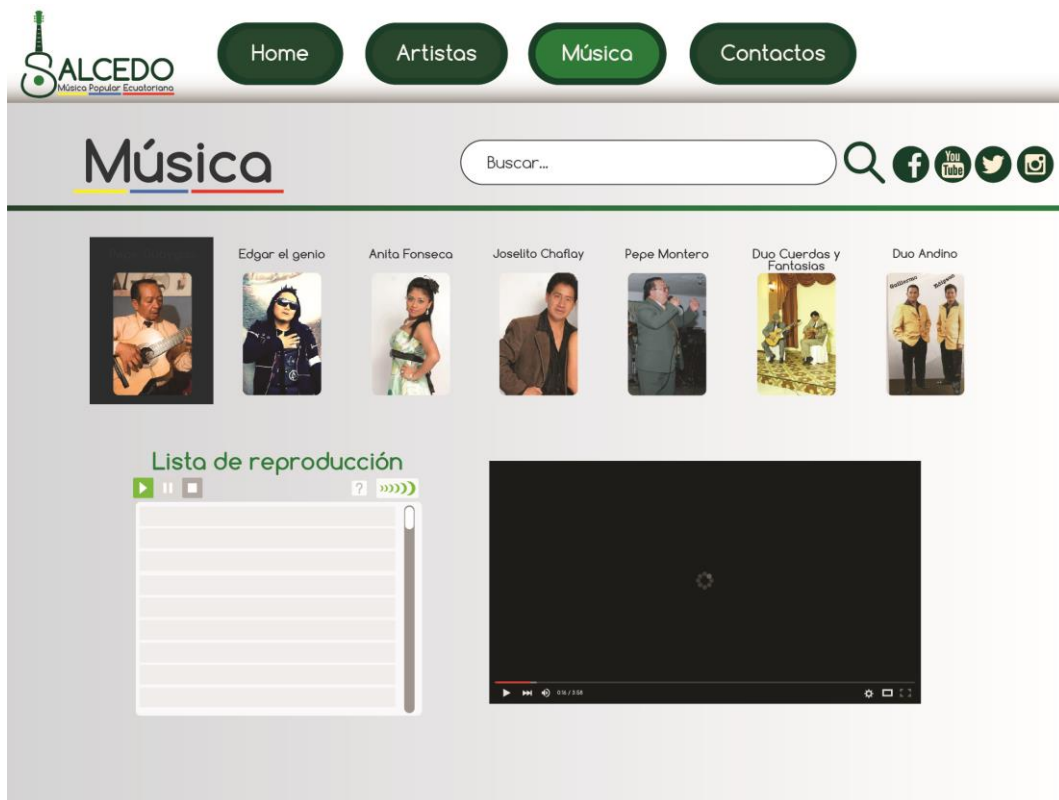 SALCEDO
Música Popular Ecuatoriana
Home
Artistas
Música
Contactos
Música
Buscar...
f
You
Tube
Edgar el genio
Anita Fonseca
Joselito Chaflay
Pepe Montero
Duo Cuerdas y
Fantasias
Duo Andino
Guillermo
Lista de reproducción
?